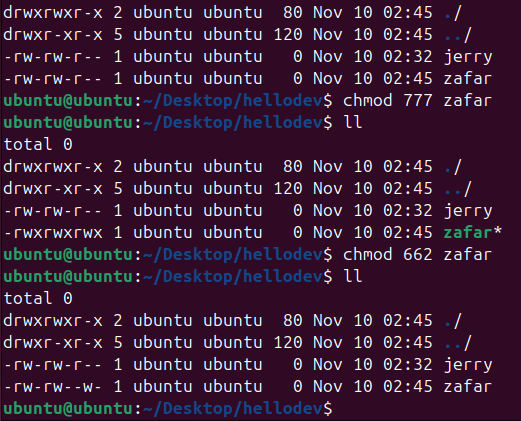 drwxrwxr-x 2 ubuntu ubuntu  80 Nov 10 02:45 ./
drwxr-xr-x 5 ubuntu ubuntu 120 Nov 10 02:45 ../
-rw-rw-r-- 1 ubuntu ubuntu   0 Nov 10 02:32 jerry
-rw-rw-r-- 1 ubuntu ubuntu   0 Nov 10 02:45 zafar
ubuntu@ubuntu:~/Desktop/hellodev$ chmod 777 zafar
ubuntu@ubuntu:~/Desktop/hellodev$ ll
total 0
drwxrwxr-x 2 ubuntu ubuntu  80 Nov 10 02:45 ./
drwxr-xr-x 5 ubuntu ubuntu 120 Nov 10 02:45 ../
-rw-rw-r-- 1 ubuntu ubuntu   0 Nov 10 02:32 jerry
-rwxrwxrwx 1 ubuntu ubuntu   0 Nov 10 02:45 zafar*
ubuntu@ubuntu:~/Desktop/hellodev$ chmod 662 zafar
ubuntu@ubuntu:~/Desktop/hellodev$ ll
total 0
drwxrwxr-x 2 ubuntu ubuntu  80 Nov 10 02:45 ./
drwxr-xr-x 5 ubuntu ubuntu 120 Nov 10 02:45 ../
-rw-rw-r-- 1 ubuntu ubuntu   0 Nov 10 02:32 jerry
-rw-rw--w- 1 ubuntu ubuntu   0 Nov 10 02:45 zafar
ubuntu@ubuntu:~/Desktop/hellodev$